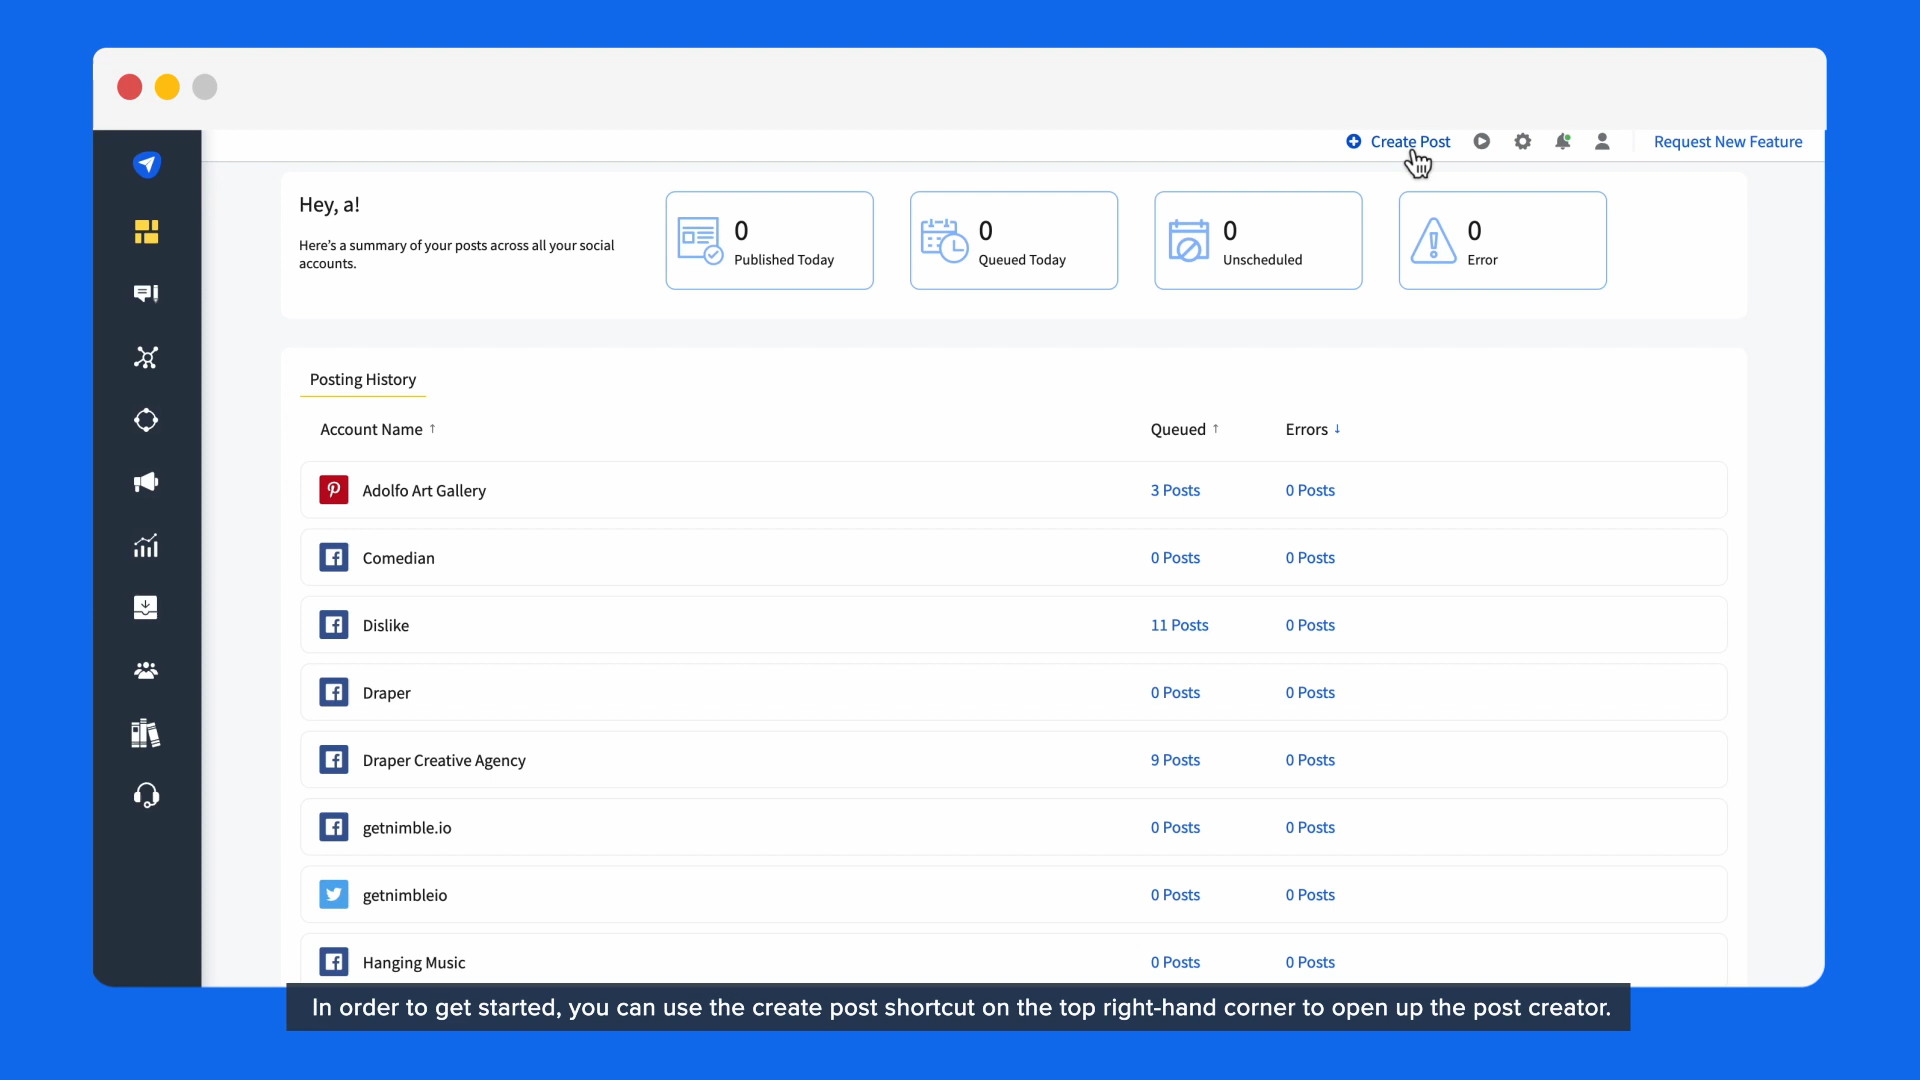 Create Post
Request New Feature
Hey, a!
Here's a summary of your posts across all your social
accounts.
0
Published Today
0
Queued Today
0
Unscheduled
0
Error
Posting History
Account Name ↑ Queued ↑ Errors ↓
Adolfo Art Gallery 3 Posts 0 Posts
Comedian 0 Posts 0 Posts
Dislike 11 Posts 0 Posts
Draper 0 Posts 0 Posts
Draper Creative Agency 9 Posts 0 Posts
getnimble.io 0 Posts 0 Posts
getnimbleio 0 Posts 0 Posts
Hanging Music 0 Posts 0 Posts
In order to get started, you can use the create post shortcut on the top right-hand corner to open up the post creator.